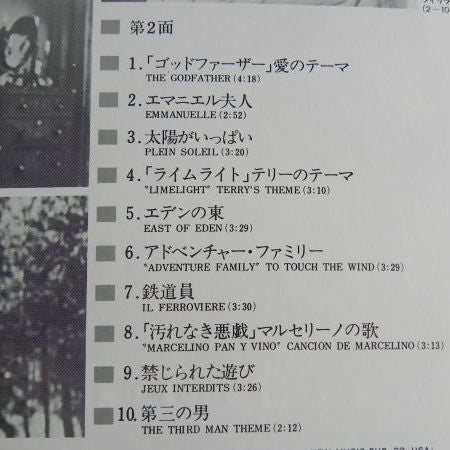 (2-10
第2面
1.「ゴッドファーザー」愛のテーマ
THE GODFATHER(4:18)
2. エマニエル夫人
EMMANUELLE(2:52)
3. 太陽がいっぱい
PLEIN SOLEIL(3:20)
4.「ライムライト」テリーのテーマ
"LIMELIGHT" TERRY'S THEME(3:10)
5. エデンの東
EAST OF EDEN(3:29)
6. アドベンチャー・ファミリー
"ADVENTURE FAMILY" TO TOUCH THE WIND(3:29)
7. 鉄道員
IL FERROVIERE(3:30)
8.「汚れなき悪戯」マルセリーノの歌
"MARCELINO PAN Y VINO" CANCION DE MARCELINO(3:13)
9. 禁じられた遊び
JEUX INTERDITS(3:26)
10. 第三の男
THE THIRD MAN THEME(2:12)